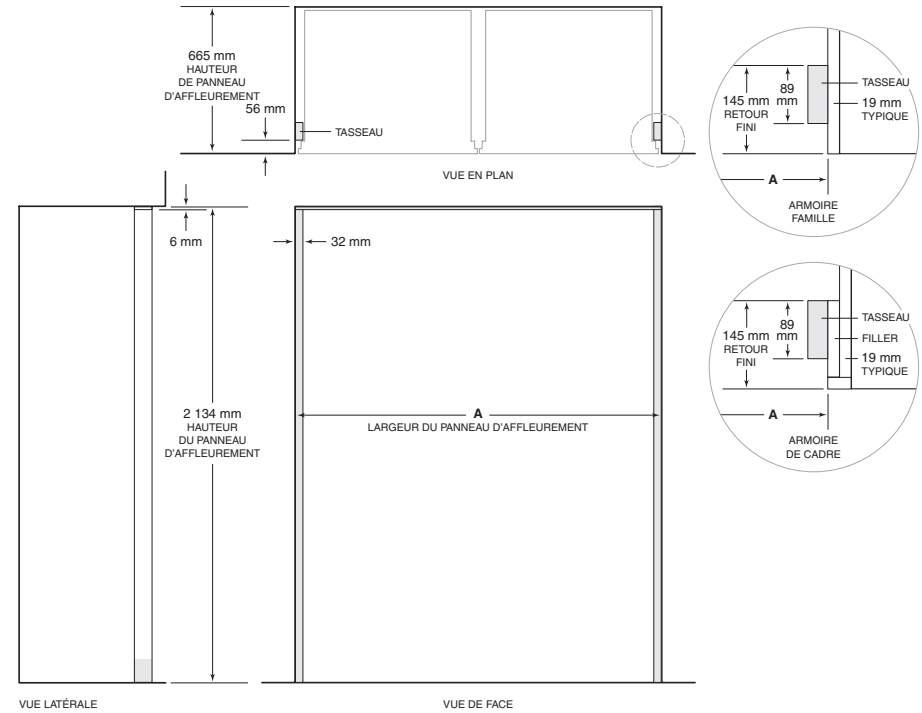 665 mm
HAUTEUR
DE PANNEAU
D'AFFLEUREMENT
56 mm
TASSEAU
VUE EN PLAN
145 mm
RETOUR
FINI
89
mm
TASSEAU
19 mm
TYPIQUE
A
ARMOIRE
FAMILLE
6 mm
32 mm
2 134 mm
HAUTEUR
DU PANNEAU
D'AFFLEUREMENT
A
LARGEUR DU PANNEAU D'AFFLEUREMENT
145 mm
RETOUR
FINI
89
mm
TASSEAU
FILLER
19 mm
TYPIQUE
A
ARMOIRE
DE CADRE
VUE LATÉRALE
VUE DE FACE